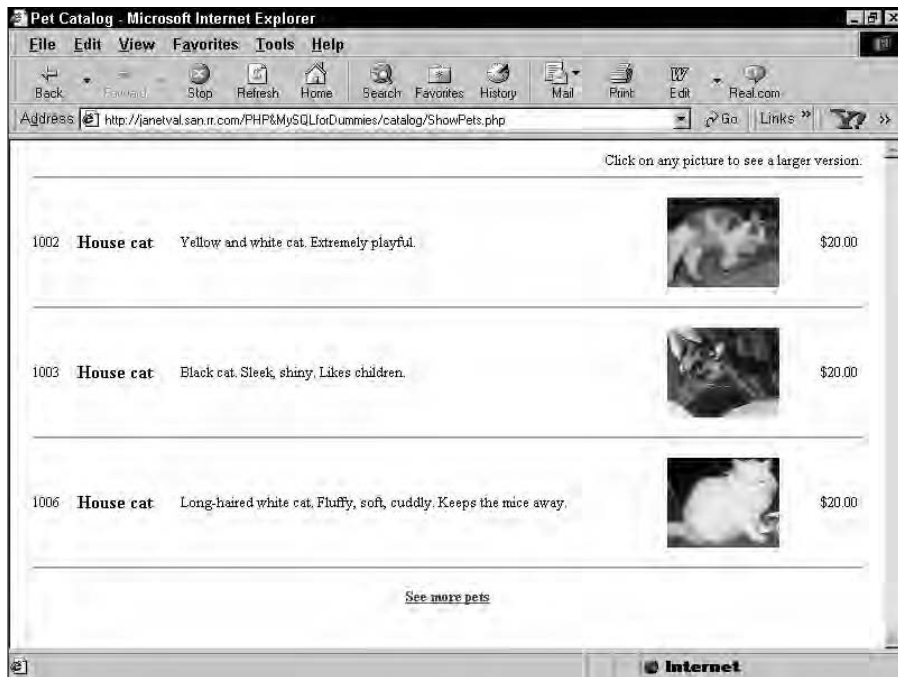 Pet Catalog - Microsoft Internet Explorer
File Edit View Favorites Tools Help
Back Forward Stop Refresh Home Search Favorites History Mail Print Edit Real.com
Address http://janetval.san.rr.com/PHP&MySQLforDummies/catalog/ShowPets.php Go Links »
Click on any picture to see a larger version.
1002 House cat Yellow and white cat. Extremely playful. $20.00
1003 House cat Black cat. Sleek, shiny. Likes children. $20.00
1006 House cat Long-haired white cat. Fluffy, soft, cuddly. Keeps the mice away. $20.00
See more pets
Internet